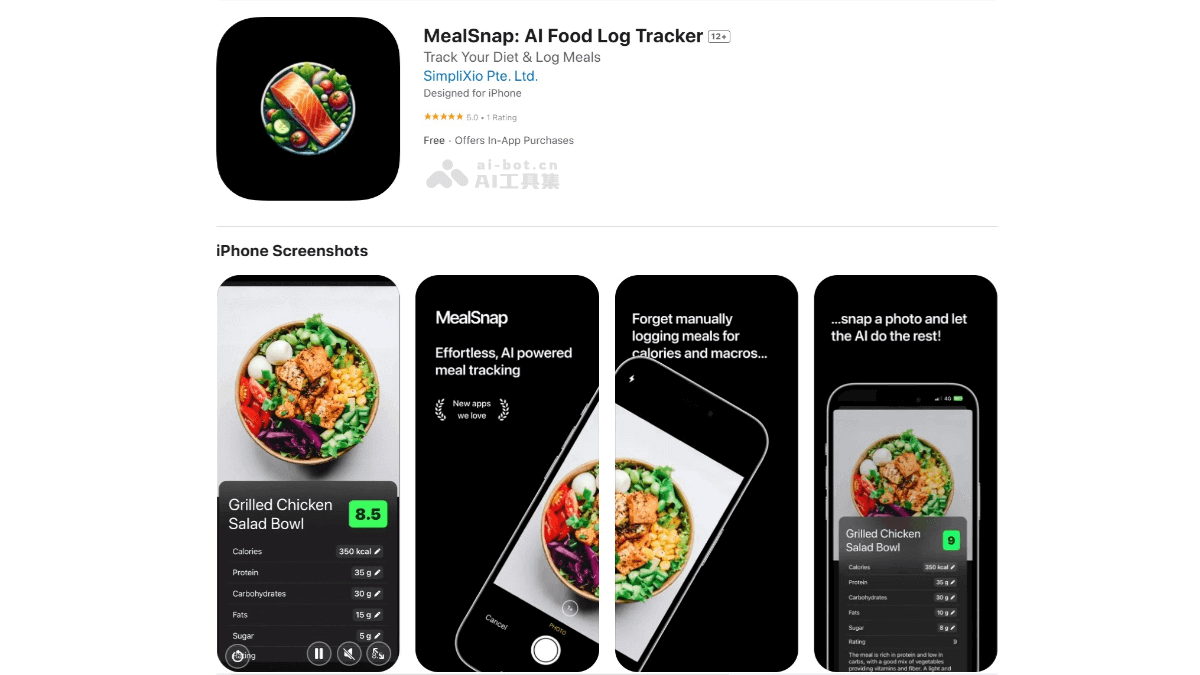 MealSnap: AI Food Log Tracker 12+
Track Your Diet & Log Meals
SimpliXio Pte. Ltd.
Designed for iPhone
★★★★★ 5.0 • 1 Rating
Free · Offers In-App Purchases
ai-bot.cn
AI工具集
iPhone Screenshots
Grilled Chicken
Salad Bowl
8.5
Calories 350 kcal
Protein 35 g
Carbohydrates 30 g
Fats 15 g
Sugar 5 g
MealSnap
Effortless, AI powered
meal tracking
New apps
we love
Cancel
PHOTO
Forget manually
logging meals for
calories and macros...
...snap a photo and let
the AI do the rest!
4G
Grilled Chicken
Salad Bowl
9
Calories 350 kcal
Protein 35 g
Carbohydrates 30 g
Fats 10 g
Sugar 8 g
Rating 9
The meal is rich in protein and low in
carbs, with a good mix of vegetables
providing vitamins and fiber. A light and